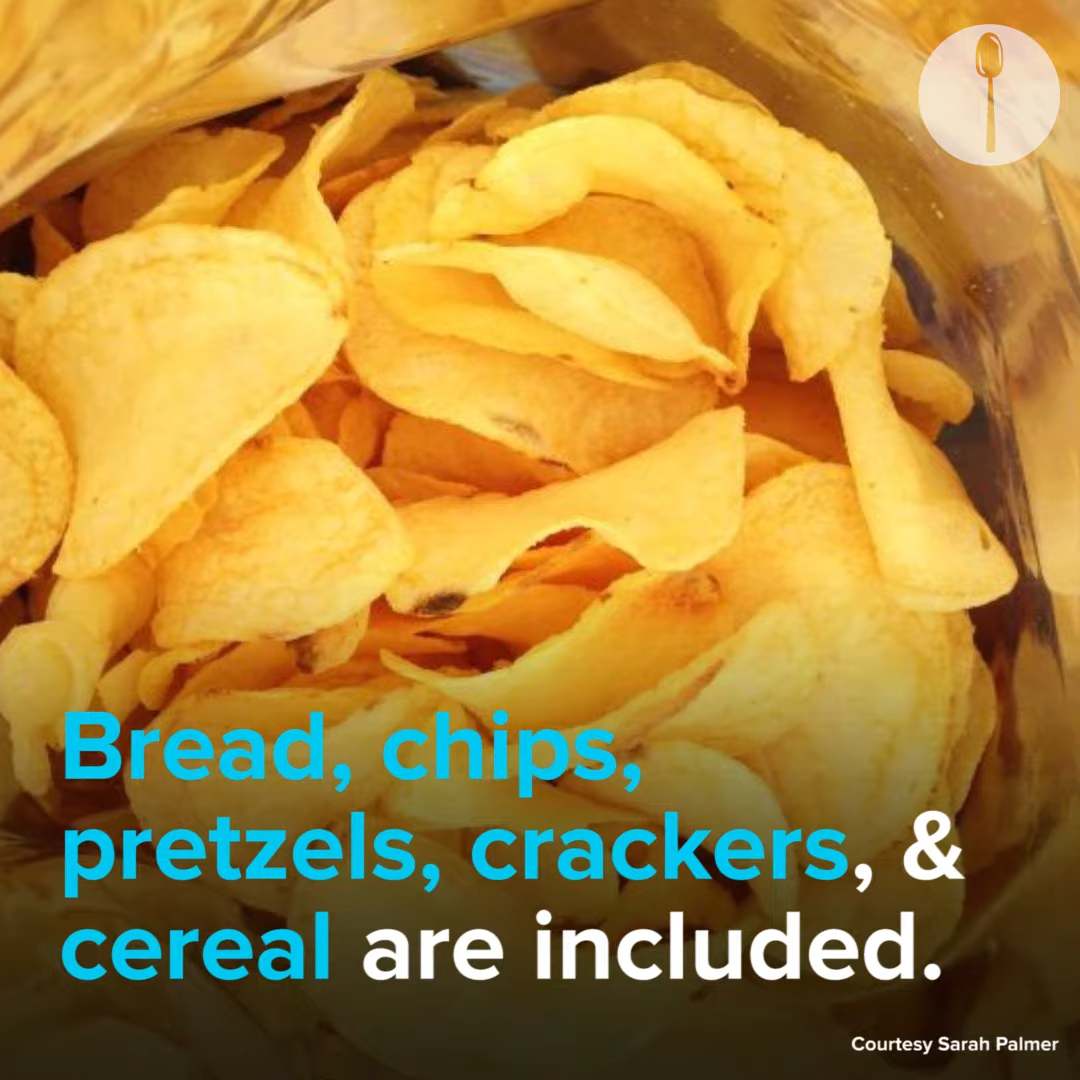 Bread, chips,
pretzels, crackers, &
cereal are included.
Courtesy Sarah Palmer